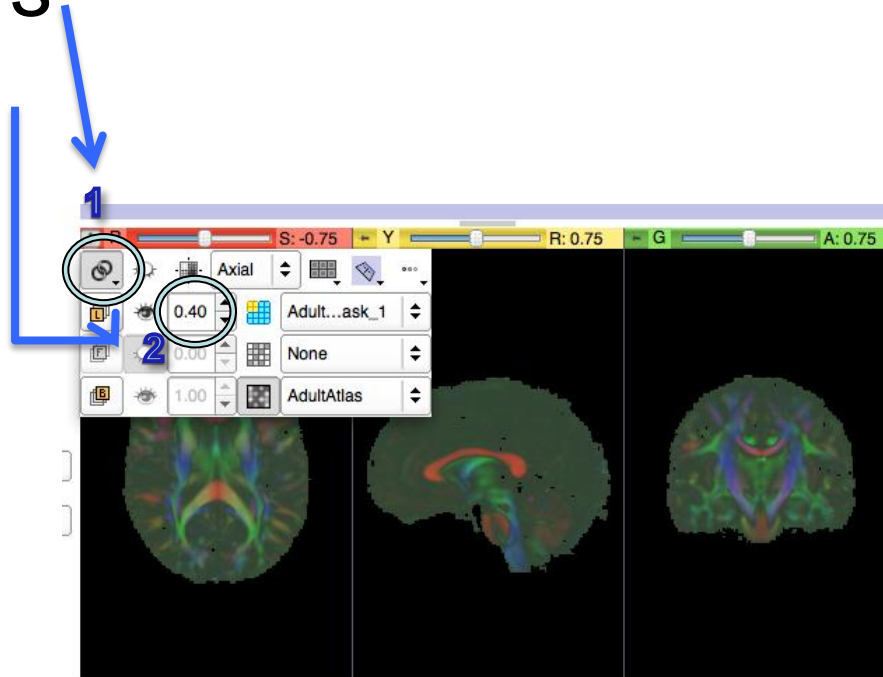 S
1
R S: -0.75 Y R: 0.75 G A: 0.75
Axial
L 0.40 Adult...ask_1
2
F 0.00 None
B 1.00 AdultAtlas